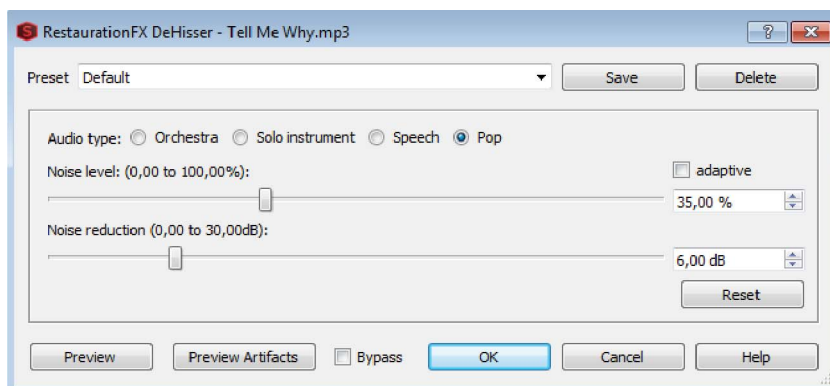 RestaurationFX DeHisser - Tell Me Why.mp3
Preset Default Save Delete
Audio type: Orchestra Solo instrument Speech Pop
Noise level: (0,00 to 100,00%): adaptive
35,00 %
Noise reduction (0,00 to 30,00dB):
6,00 dB
Reset
Preview Preview Artifacts Bypass OK Cancel Help